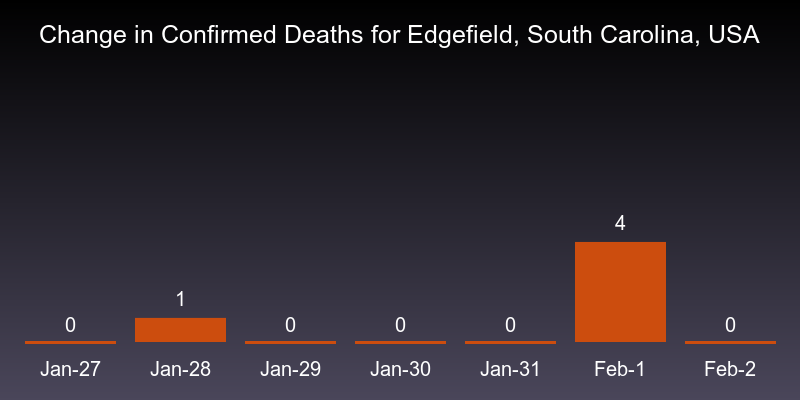 Change in Confirmed Deaths for Edgefield, South Carolina, USA
4
1
0 0 0 0 0
Jan-27 Jan-28 Jan-29 Jan-30 Jan-31 Feb-1 Feb-2